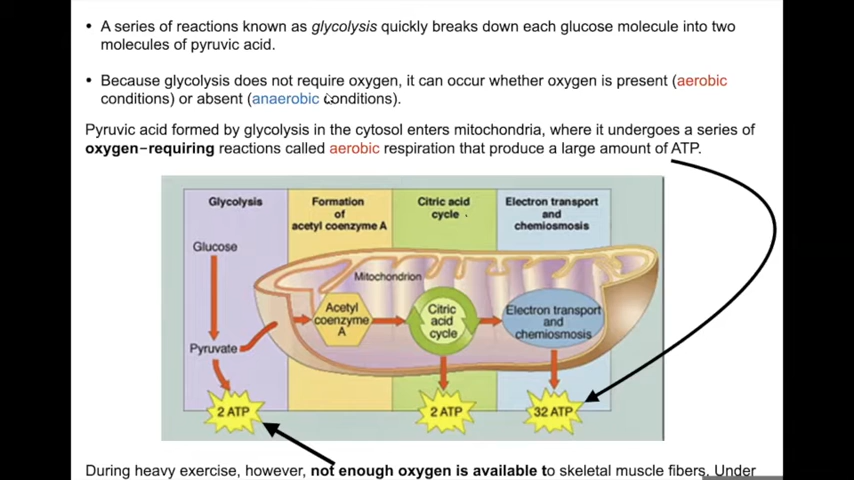 • A series of reactions known as glycolysis quickly breaks down each glucose molecule into two
molecules of pyruvic acid.
• Because glycolysis does not require oxygen, it can occur whether oxygen is present (aerobic
conditions) or absent (anaerobic conditions).
Pyruvic acid formed by glycolysis in the cytosol enters mitochondria, where it undergoes a series of
oxygen-requiring reactions called aerobic respiration that produce a large amount of ATP.
Glycolysis
Formation
of
acetyl coenzyme A
Citric acid
cycle
Electron transport
and
chemiosmosis
Glucose
Mitochondrion
Acetyl
coenzyme
A
Citric
acid
cycle
Electron transport
and
chemiosmosis
Pyruvate
2 ATP
2 ATP
32 ATP
During heavy exercise, however, not enough oxygen is available to skeletal muscle fibers. Under